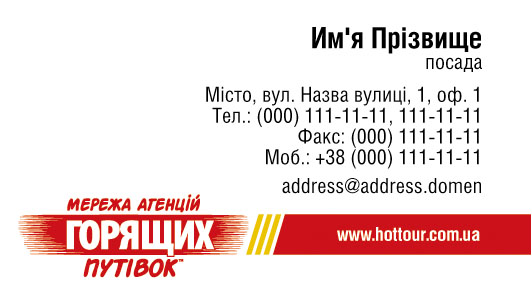 Им'я Прізвище
посада
Місто, вул. Назва вулиці, 1, оф. 1
Тел.: (000) 111-11-11, 111-11-11
Факс: (000) 111-11-11
Моб.: +38 (000) 111-11-11
address@address.domen
МЕРЕЖА АГЕНЦІЙ
ГОРЯЩИХ
ПУТІВОК™
www.hottour.com.ua